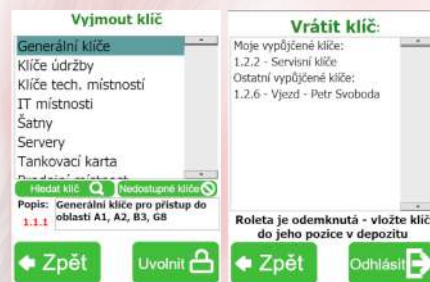 Vyjmout klíč
Generální klíče
Klíče údržby
Klíče tech. místností
IT místnosti
Šatny
Servery
Tankovací karta
Hledat klíč
Nedostupné klíče
Popis: Generální klíče pro přístup do
1.1.1 oblastí A1, A2, B3, G8
Zpět
Uvolnit
Vrátit klíč:
Moje vypůjčené klíče:
1.2.2 - Servisní klíče
Ostatní vypůjčené klíče:
1.2.6 - Vjezd - Petr Svoboda
Roleta je odemknutá - vložte klíč
do jeho pozice v depozitu
Zpět
Odhlásit